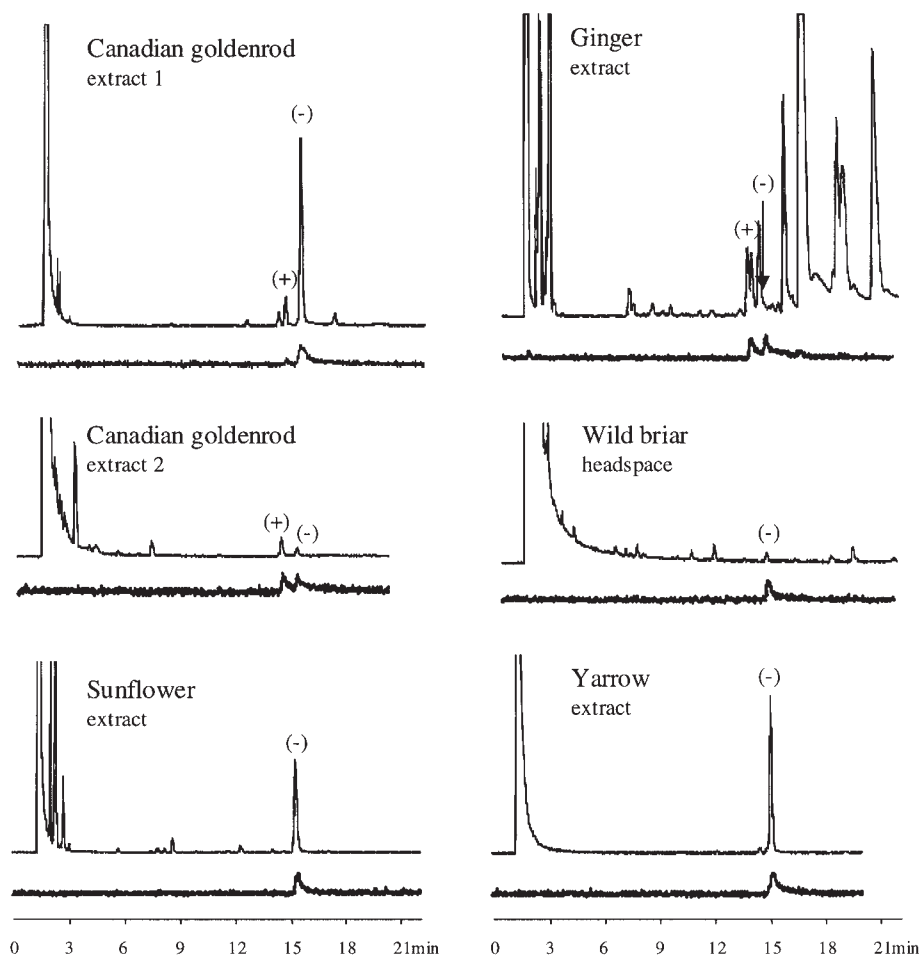 Canadian goldenrod
extract 1
(-)
(+)
Ginger
extract
(-)
(+)
Canadian goldenrod
extract 2
(+)
(-)
Wild briar
headspace
(-)
Sunflower
extract
(-)
Yarrow
extract
(-)
0 3 6 9 12 15 18 21min
0 3 6 9 12 15 18 21min